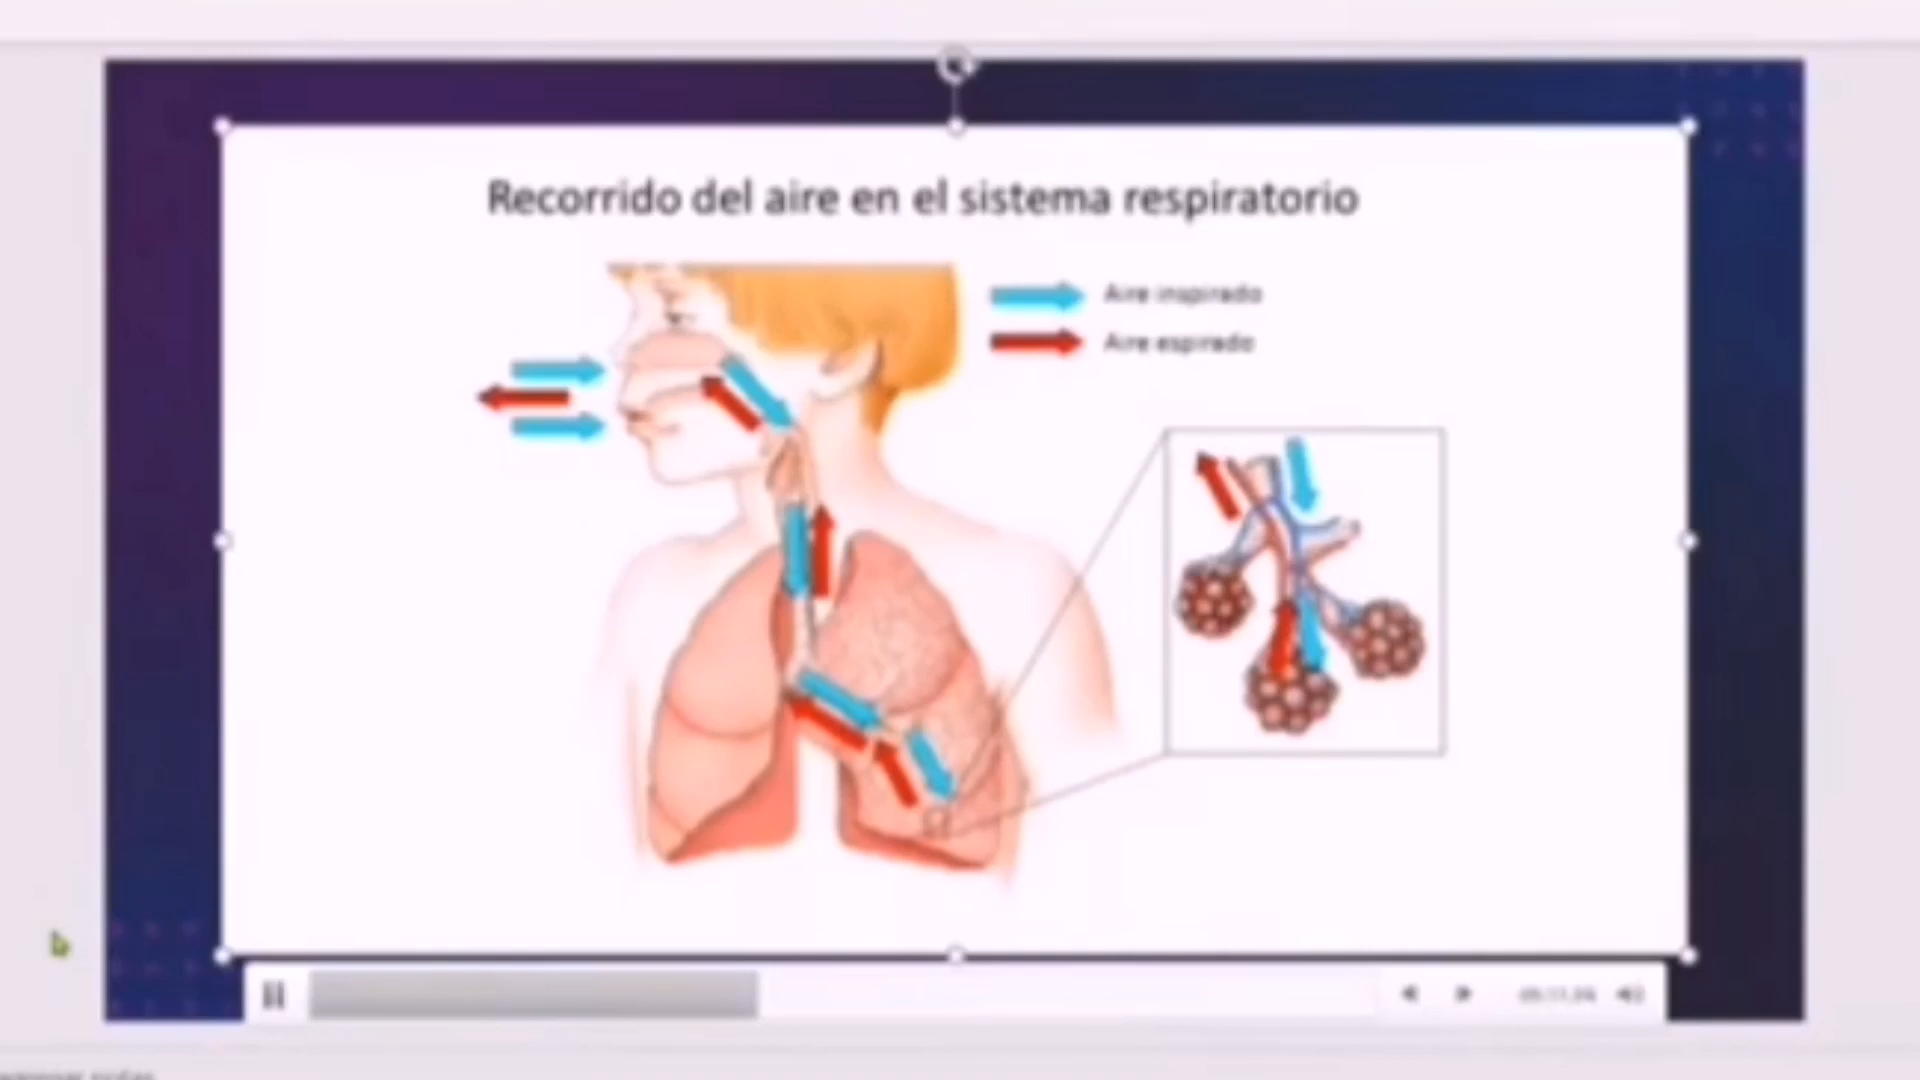 Recorrido del aire en el sistema respiratorio
Aire inspirado
Aire espirado